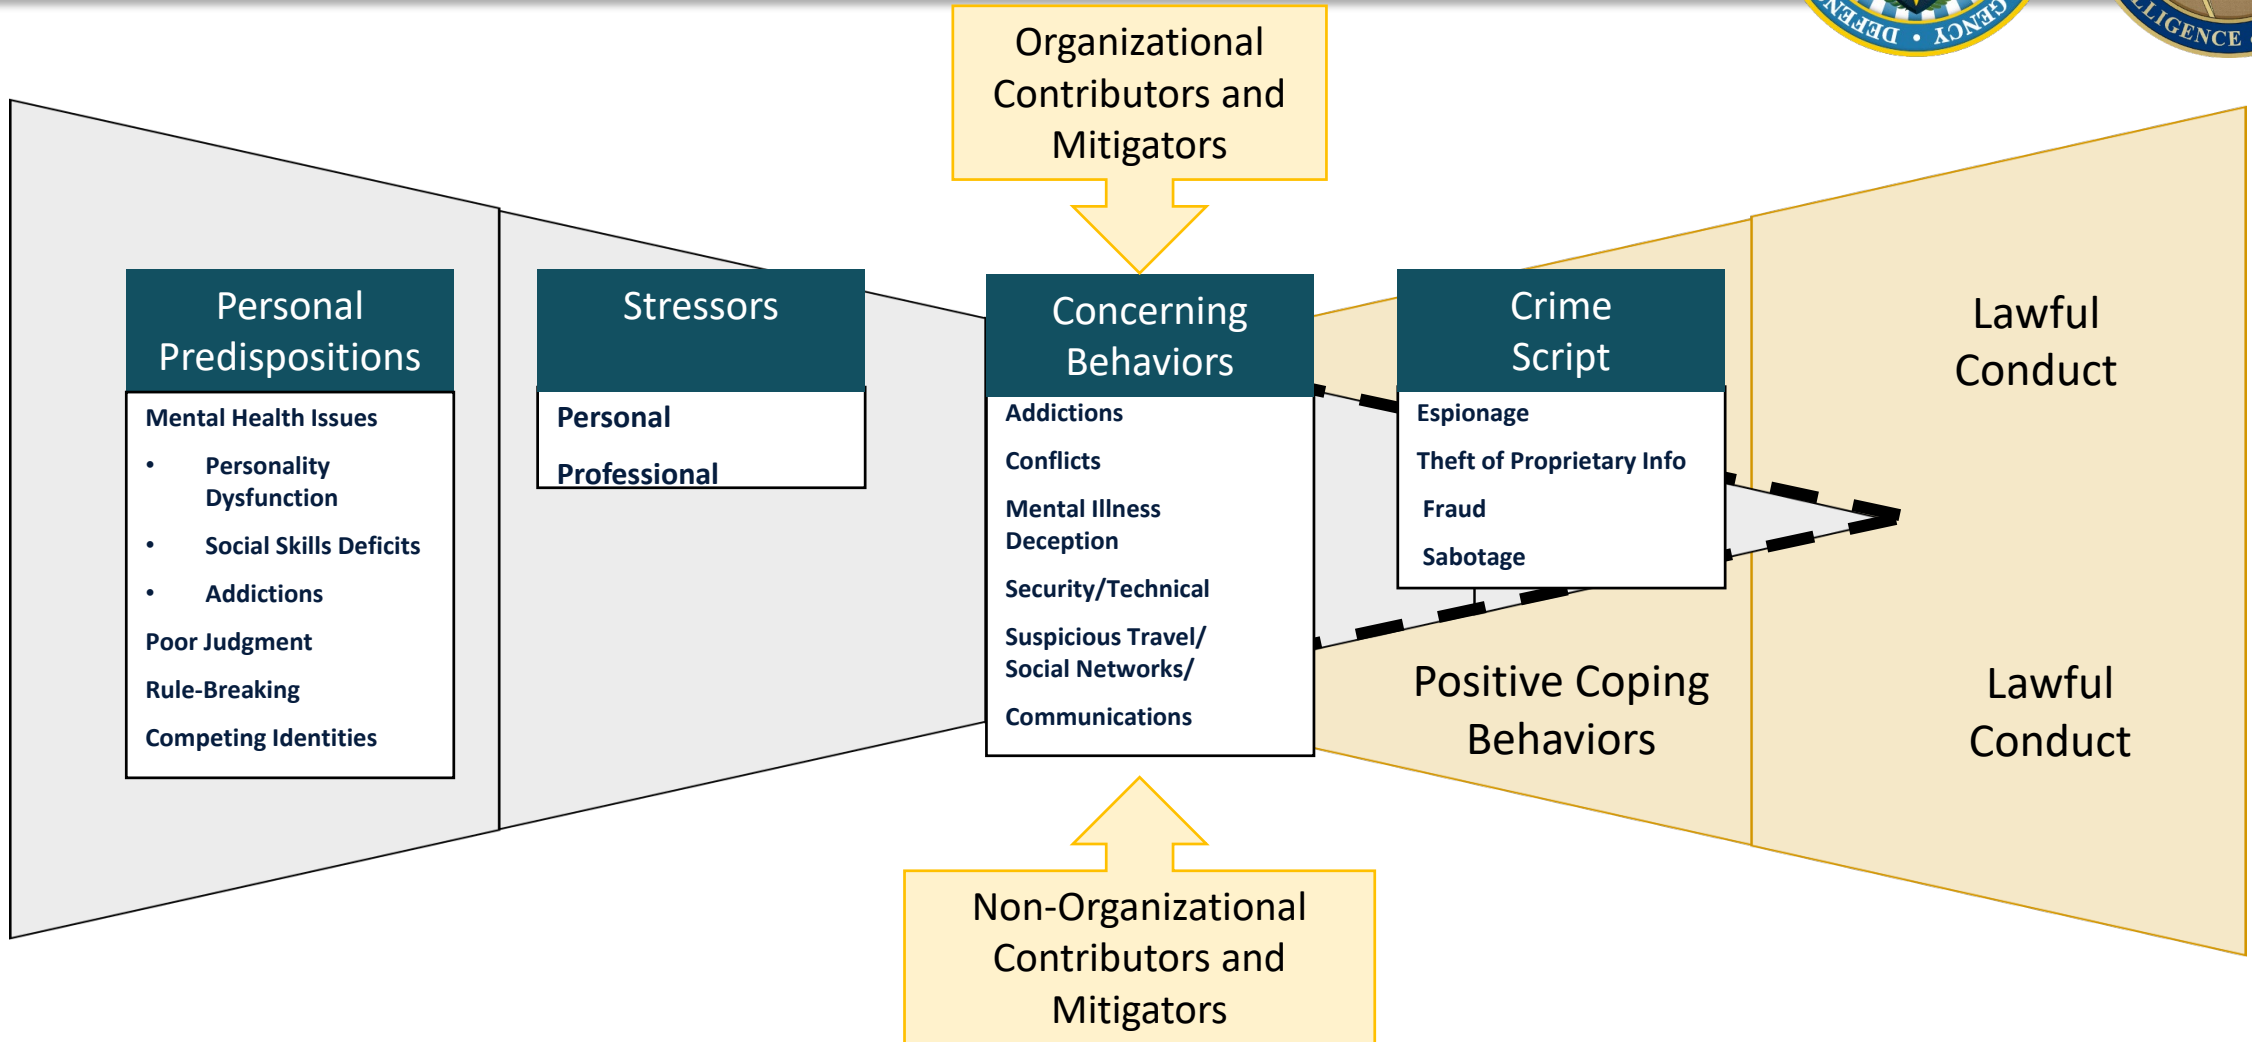 GENCY • DEFEN
LLIGENCE
Organizational
Contributors and
Mitigators
Personal
Predispositions
Mental Health Issues
• Personality
Dysfunction
• Social Skills Deficits
• Addictions
Poor Judgment
Rule-Breaking
Competing Identities
Stressors
Personal
Professional
Concerning
Behaviors
Addictions
Conflicts
Mental Illness
Deception
Security/Technical
Suspicious Travel/
Social Networks/
Communications
Crime
Script
Espionage
Theft of Proprietary Info
Fraud
Sabotage
Positive Coping
Behaviors
Lawful
Conduct
Lawful
Conduct
Non-Organizational
Contributors and
Mitigators